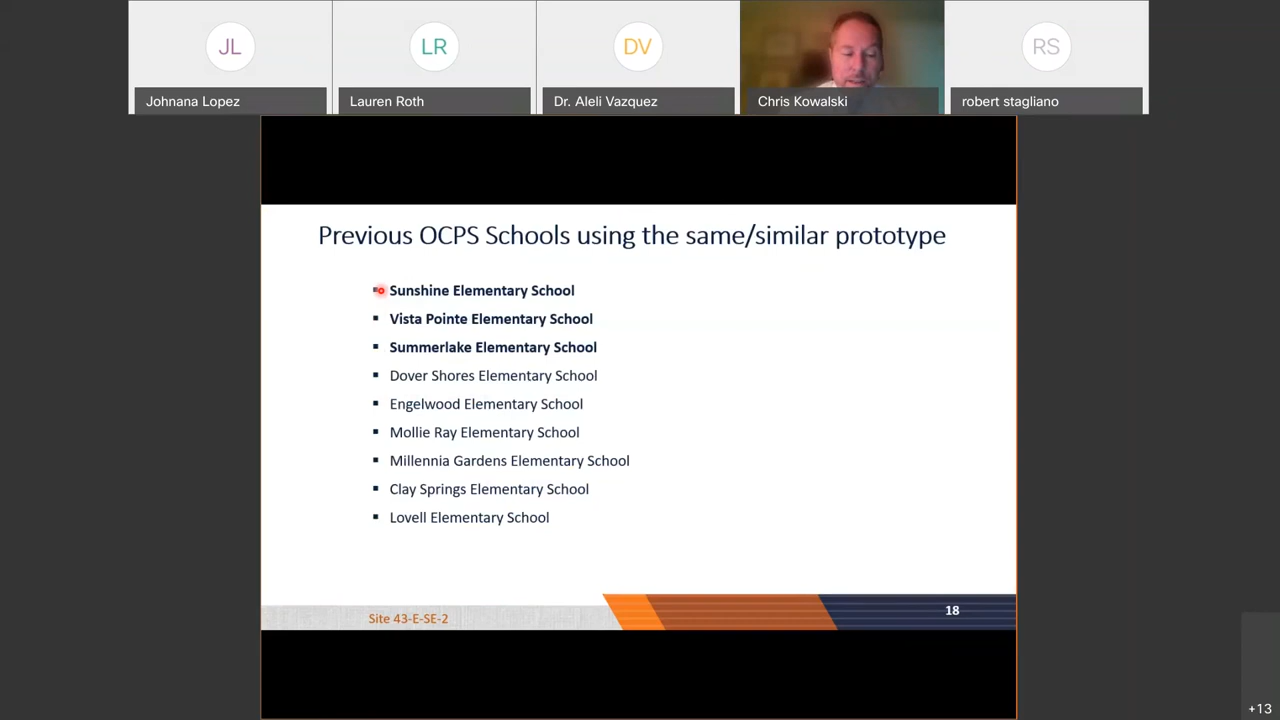 JL
LR
DV
RS
Johnana Lopez
Lauren Roth
Dr. Aleli Vazquez
Chris Kowalski
robert stagliano
Previous OCPS Schools using the same/similar prototype
Sunshine Elementary School
Vista Pointe Elementary School
Summerlake Elementary School
Dover Shores Elementary School
Engelwood Elementary School
Mollie Ray Elementary School
Millennia Gardens Elementary School
Clay Springs Elementary School
Lovell Elementary School
Site 43-E-SE-2
18
+13